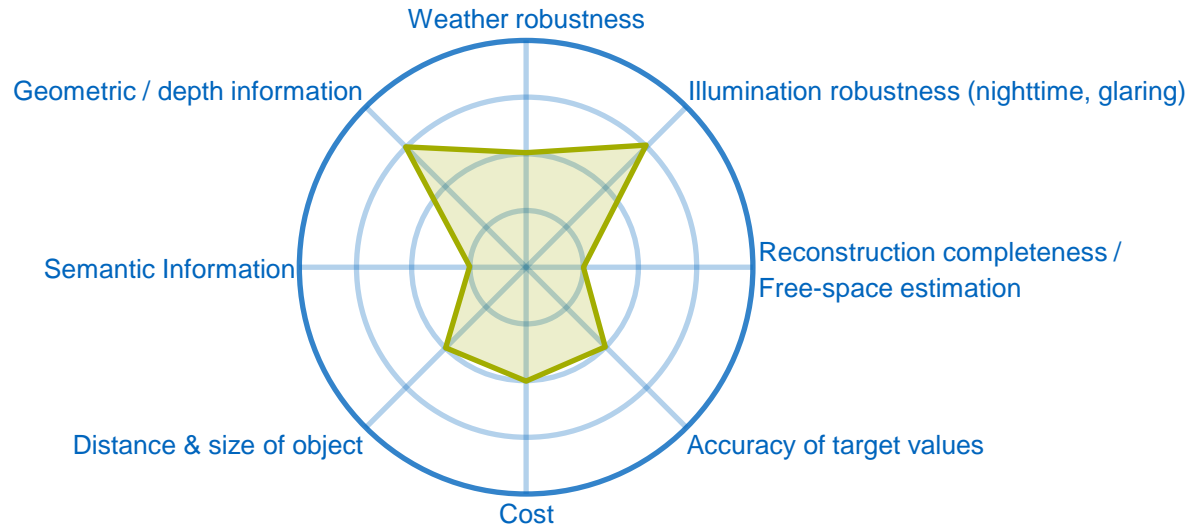 Weather robustness
Geometric / depth information
Illumination robustness (nighttime, glaring)
Semantic Information
Reconstruction completeness /
Free-space estimation
Distance & size of object
Accuracy of target values
Cost